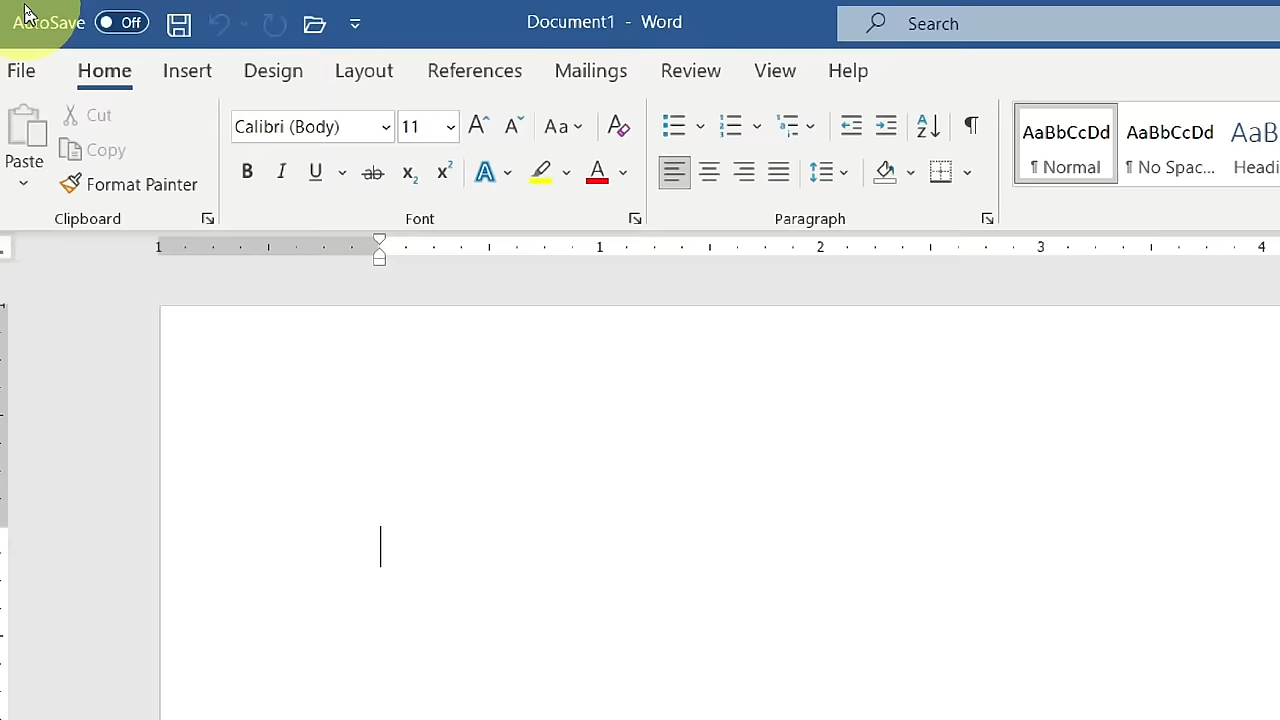 AutoSave Off Document1 - Word Search
File Home Insert Design Layout References Mailings Review View Help
Cut
Copy
Paste
Format Painter
Clipboard
Calibri (Body) 11 Aa
B I U ab x₂ x² A A
Font
A Z ¶
Paragraph
AaBbCcDd AaBbCcDd AaB
¶ Normal ¶ No Spac... Headi
1 1 2 3 4